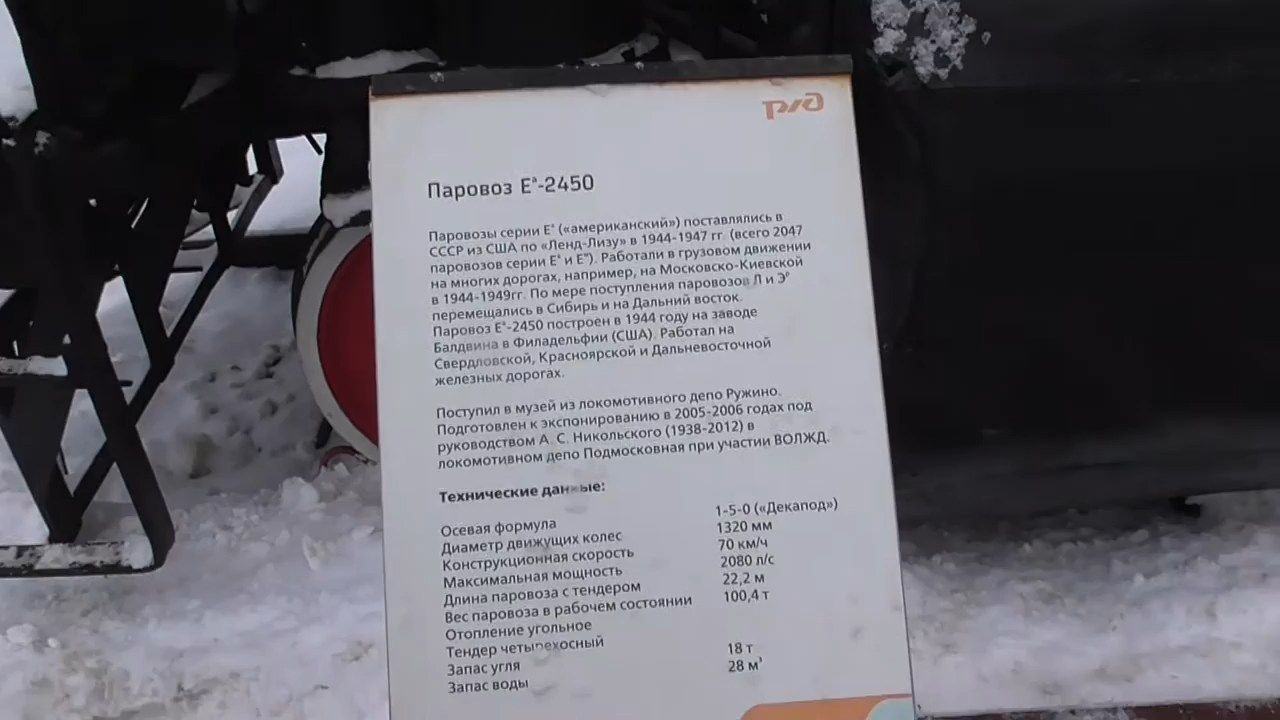 РЖД
Паровоз Еᵃ-2450
Паровозы серии Еᵃ («американский») поставлялись в
СССР из США по «Ленд-Лизу» в 1944-1947 гг. (всего 2047
паровозов серии Еᵃ и Еᵐ). Работали в грузовом движении
на многих дорогах, например, на Московско-Киевской
в 1944-1949гг. По мере поступления паровозов Л и Эᵖ
перемещались в Сибирь и на Дальний восток.
Паровоз Еᵃ-2450 построен в 1944 году на заводе
Балдвина в Филадельфии (США). Работал на
Свердловской, Красноярской и Дальневосточной
железных дорогах.
Поступил в музей из локомотивного депо Ружино.
Подготовлен к экспонированию в 2005-2006 годах под
руководством А. С. Никольского (1938-2012) в
локомотивном депо Подмосковная при участии ВОЛЖД.
Технические данные:
Осевая формула 1-5-0 («Декапод»)
Диаметр движущих колес 1320 мм
Конструкционная скорость 70 км/ч
Максимальная мощность 2080 л/с
Длина паровоза с тендером 22,2 м
Вес паровоза в рабочем состоянии 100,4 т
Отопление угольное
Тендер четырехосный
Запас угля 18 т
Запас воды 28 м³